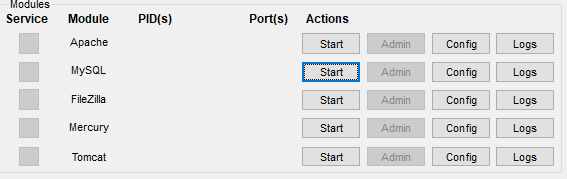 Modules
Service Module PID(s) Port(s) Actions
Apache Start Admin Config Logs
MySQL Start Admin Config Logs
FileZilla Start Admin Config Logs
Mercury Start Admin Config Logs
Tomcat Start Admin Config Logs